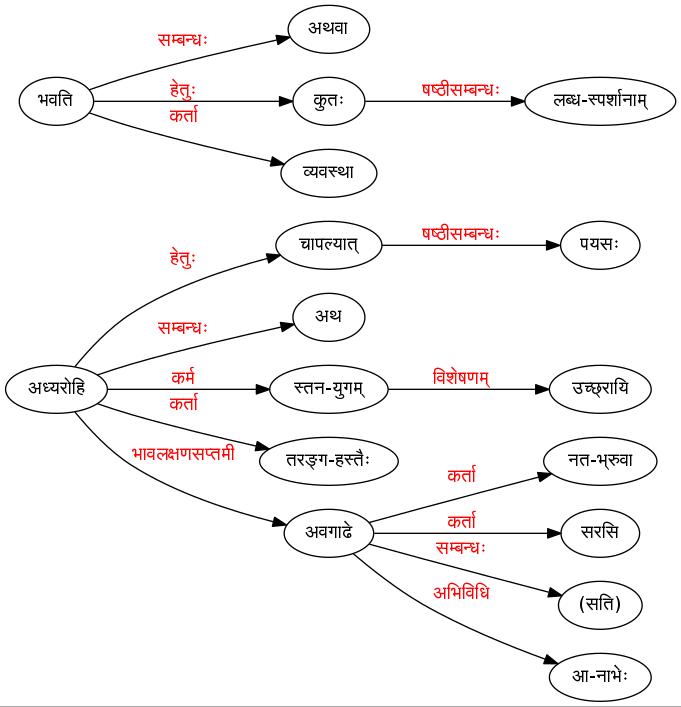 अथवा
सम्बन्धः
भवति
हेतुः
कुतः
षष्ठीसम्बन्धः
लब्ध-स्पर्शानाम्
कर्ता
व्यवस्था
चापल्यात्
षष्ठीसम्बन्धः
पयसः
हेतुः
अथ
सम्बन्धः
अध्यरोहि
कर्म
स्तन-युगम्
विशेषणम्
उच्छ्रायि
कर्ता
तरङ्ग-हस्तैः
भावलक्षणसप्तमी
नत-भ्रुवा
कर्ता
अवगाढे
कर्ता
सरसि
सम्बन्धः
(सति)
अभिविधि
आ-नाभेः